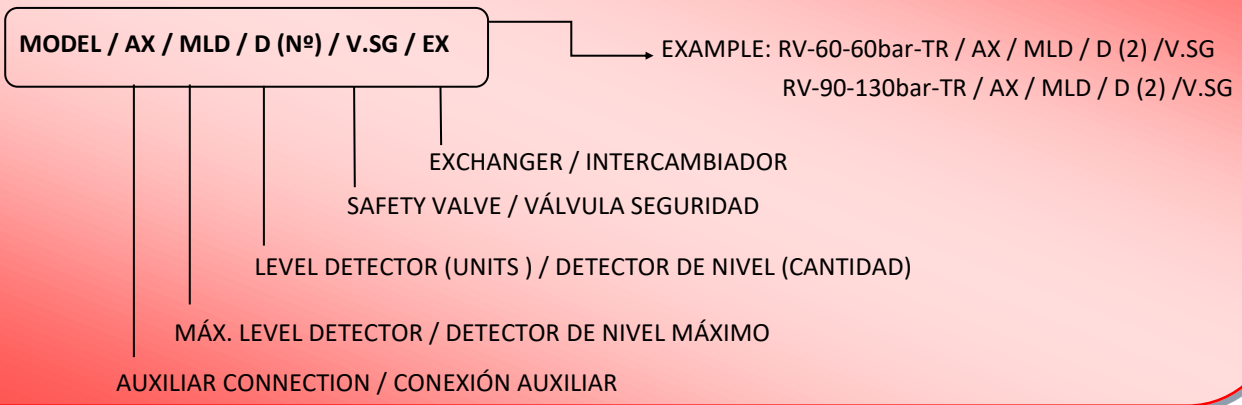 MODEL / AX / MLD / D (Nº) / V.SG / EX
EXAMPLE: RV-60-60bar-TR / AX / MLD / D (2) /V.SG
RV-90-130bar-TR / AX / MLD / D (2) /V.SG
EXCHANGER / INTERCAMBIADOR
SAFETY VALVE / VÁLVULA SEGURIDAD
LEVEL DETECTOR (UNITS ) / DETECTOR DE NIVEL (CANTIDAD)
MÁX. LEVEL DETECTOR / DETECTOR DE NIVEL MÁXIMO
AUXILIAR CONNECTION / CONEXIÓN AUXILIAR